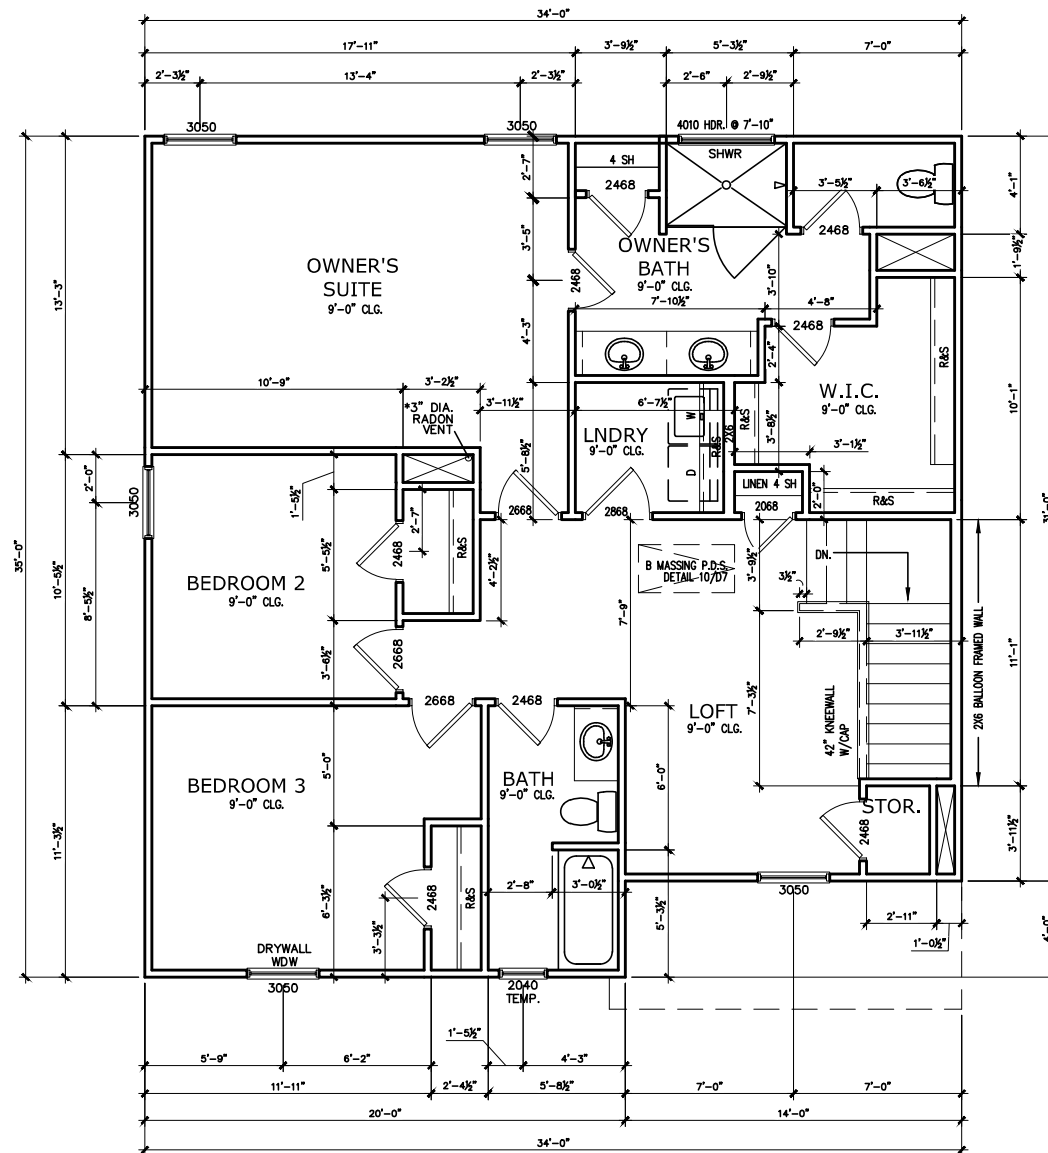 34'-0"
17'-11" 3'-9½" 5'-3½" 7'-0"
2'-3½" 13'-4" 2'-3½" 2'-6" 2'-9½"
3050 3050 4010 HDR. @ 7'-10"
4 SH SHWR
2468
2'-7"
3'-5½" 3'-6½"
4'-1"
2468
3'-5"
OWNER'S
BATH
9'-0" CLG.
OWNER'S
SUITE
9'-0" CLG.
2468
3'-10"
1'-9½"
13'-3"
7'-10½" 4'-8"
4'-3"
2468
2'-4"
R&S
10'-9" 3'-2½"
3'-11½" 6'-7½"
*3" DIA.
RADON
VENT
W.I.C.
9'-0" CLG.
10'-1"
LNDRY
9'-0" CLG.
W
D
R&S
2X6
R&S
3'-8½"
3'-1½"
5'-8½"
LINEN 4 SH
2'-0"
R&S
2668 2868 2068
35'-0"
31'-0"
2'-0"
3050
1'-5½"
2'-7"
5'-5½"
2468
R&S
4'-2½"
B MASSING P.D.S.
DETAIL 10/D7
3'-9½"
DN.
3½"
BEDROOM 2
9'-0" CLG.
10'-5½"
8'-5½"
7'-9"
2'-9½" 3'-11½"
3'-6½"
2668
11'-1"
2X6 BALLOON FRAMED WALL
2668 2468
LOFT
9'-0" CLG.
7'-3½"
42" KNEEWALL
W/CAP
BEDROOM 3
9'-0" CLG.
5'-0"
BATH
9'-0" CLG.
6'-0"
STOR.
2468
11'-3½"
3'-11½"
2468
R&S
2'-8" 3'-0½"
3050
6'-3½"
3'-3½"
5'-3½"
2'-11"
1'-0½"
4'-0"
DRYWALL
WDW
3050
2040
TEMP.
1'-5½"
5'-9" 6'-2" 4'-3"
11'-11" 2'-4½" 5'-8½" 7'-0" 7'-0"
20'-0" 14'-0"
34'-0"